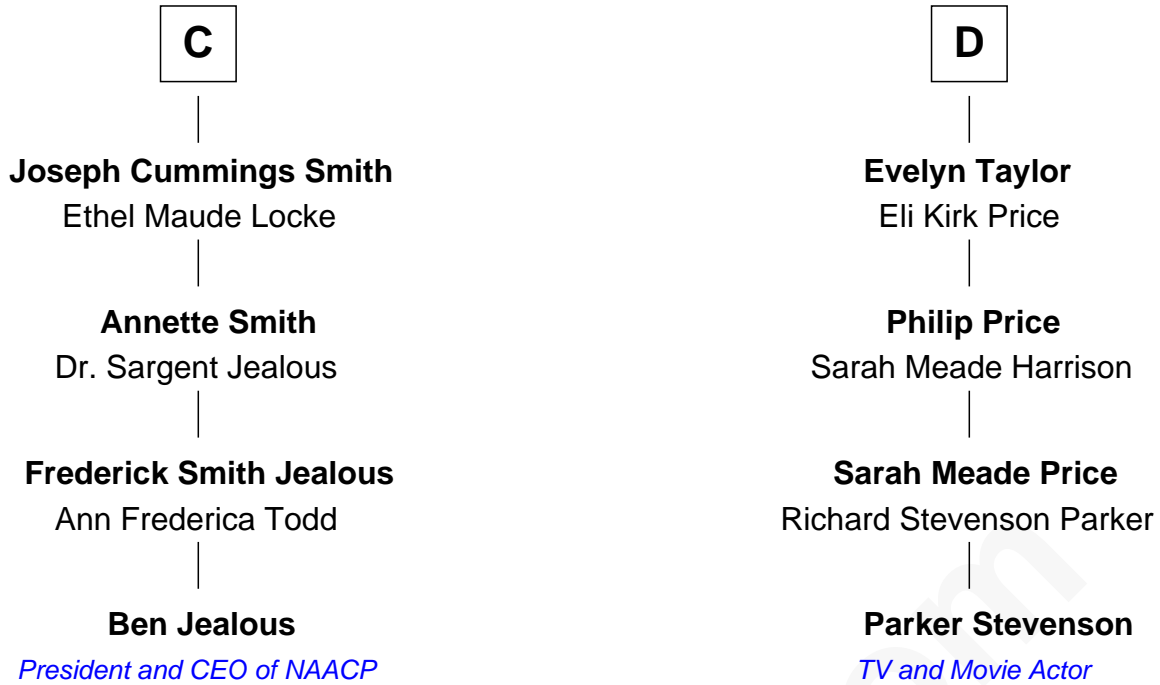 C
Joseph Cummings Smith
Ethel Maude Locke
Annette Smith
Dr. Sargent Jealous
Frederick Smith Jealous
Ann Frederica Todd
Ben Jealous
President and CEO of NAACP
D
Evelyn Taylor
Eli Kirk Price
Philip Price
Sarah Meade Harrison
Sarah Meade Price
Richard Stevenson Parker
Parker Stevenson
TV and Movie Actor